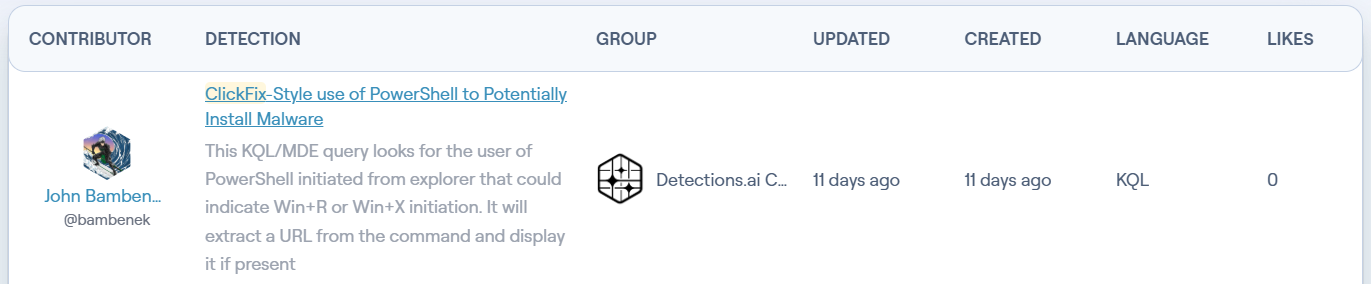 CONTRIBUTOR DETECTION GROUP UPDATED CREATED LANGUAGE LIKES
ClickFix-Style use of PowerShell to Potentially
Install Malware
This KQL/MDE query looks for the user of
PowerShell initiated from explorer that could
indicate Win+R or Win+X initiation. It will
extract a URL from the command and display
it if present
John Bamben...
@bambenek
Detections.ai C...
11 days ago
11 days ago
KQL
0